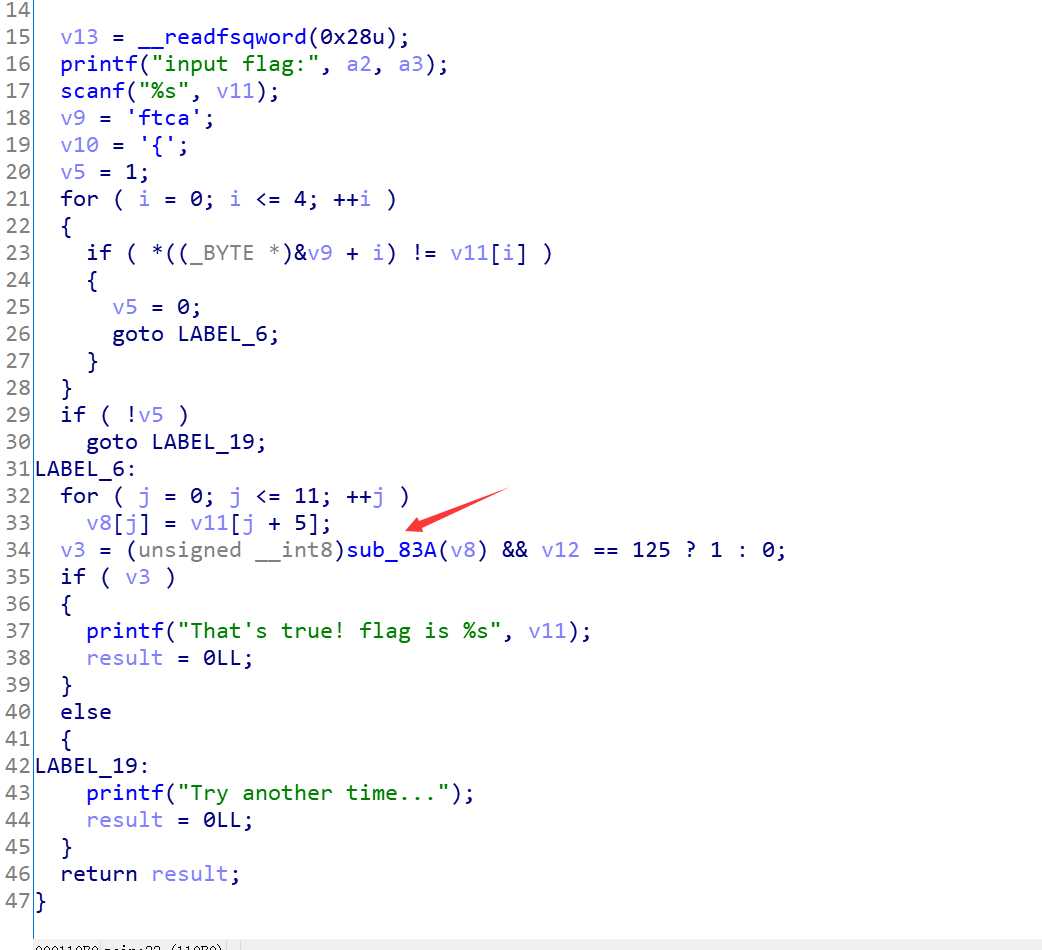 14
15 v13 = __readfsqword(0x28u);
16 printf("input flag:", a2, a3);
17 scanf("%s", v11);
18 v9 = 'ftca';
19 v10 = '{';
20 v5 = 1;
21 for ( i = 0; i <= 4; ++i )
22 {
23 if ( *((_BYTE *)&v9 + i) != v11[i] )
24 {
25 v5 = 0;
26 goto LABEL_6;
27 }
28 }
29 if ( !v5 )
30 goto LABEL_19;
31 LABEL_6:
32 for ( j = 0; j <= 11; ++j )
33 v8[j] = v11[j + 5];
34 v3 = (unsigned __int8)sub_83A(v8) && v12 == 125 ? 1 : 0;
35 if ( v3 )
36 {
37 printf("That's true! flag is %s", v11);
38 result = 0LL;
39 }
40 else
41 {
42 LABEL_19:
43 printf("Try another time...");
44 result = 0LL;
45 }
46 return result;
47 }